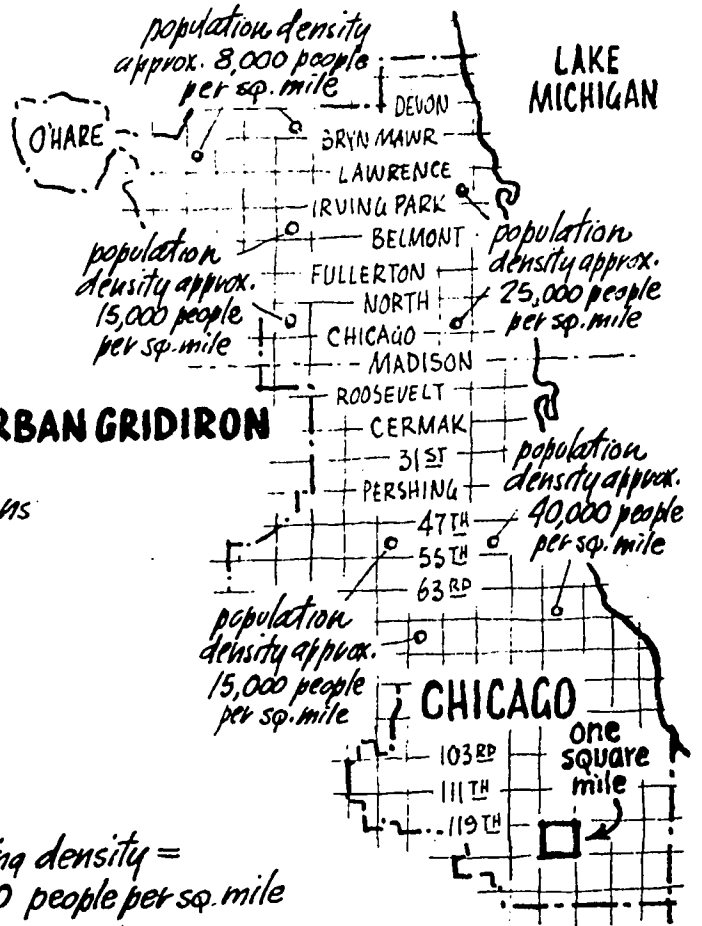 population density
approx. 8,000 people
per sq. mile
LAKE
MICHIGAN
O'HARE
DEVON
BRYN MAWR
LAWRENCE
IRVING PARK
BELMONT
FULLERTON
NORTH
CHICAGO
MADISON
ROOSEVELT
CERMAK
31ST
PERSHING
47TH
55TH
63RD
population
density approx.
15,000 people
per sq. mile
population
density approx.
25,000 people
per sq. mile
RBAN GRIDIRON
ns
population
density approx.
40,000 people
per sq. mile
population
density approx.
15,000 people
per sq. mile
CHICAGO
one
square
mile
103RD
111TH
119TH
ng density =
0 people per sq. mile